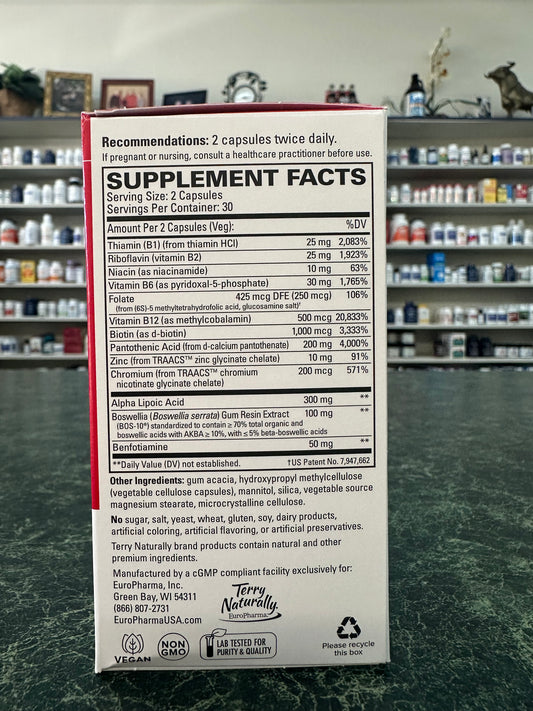 Recommendations: 2 capsules twice daily.
If pregnant or nursing, consult a healthcare practitioner before use.
SUPPLEMENT FACTS
Serving Size: 2 Capsules
Servings Per Container: 30
Amount Per 2 Capsules (Veg): %DV
Thiamin (B1) (from thiamin HCl) 25 mg 2,083%
Riboflavin (vitamin B2) 25 mg 1,923%
Niacin (as niacinamide) 10 mg 63%
Vitamin B6 (as pyridoxal-5-phosphate) 30 mg 1,765%
Folate 425 mcg DFE (250 mcg) 106%
(from (6S)-5 methyltetrahydrofolic acid, glucosamine salt)†
Vitamin B12 (as methylcobalamin) 500 mcg 20,833%
Biotin (as d-biotin) 1,000 mcg 3,333%
Pantothenic Acid (from d-calcium pantothenate) 200 mg 4,000%
Zinc (from TRAACS™ zinc glycinate chelate) 10 mg 91%
Chromium (from TRAACS™ chromium 200 mcg 571%
nicotinate glycinate chelate)
Alpha Lipoic Acid 300 mg **
Boswellia (Boswellia serrata) Gum Resin Extract 100 mg **
(BOS-10®) standardized to contain ≥ 70% total organic and
boswellic acids with AKBA ≥ 10%, with ≤ 5% beta-boswellic acids
Benfotiamine 50 mg **
**Daily Value (DV) not established. †US Patent No. 7,947,662
Other Ingredients: gum acacia, hydroxypropyl methylcellulose
(vegetable cellulose capsules), mannitol, silica, vegetable source
magnesium stearate, microcrystalline cellulose.
No sugar, salt, yeast, wheat, gluten, soy, dairy products,
artificial coloring, artificial flavoring, or artificial preservatives.
Terry Naturally brand products contain natural and other
premium ingredients.
Manufactured by a cGMP compliant facility exclusively for:
EuroPharma, Inc.
Green Bay, WI 54311
(866) 807-2731
EuroPharmaUSA.com
Terry
Naturally®
EuroPharma®
VEGAN
NON
GMO
LAB TESTED FOR
PURITY & QUALITY
Please recycle
this box